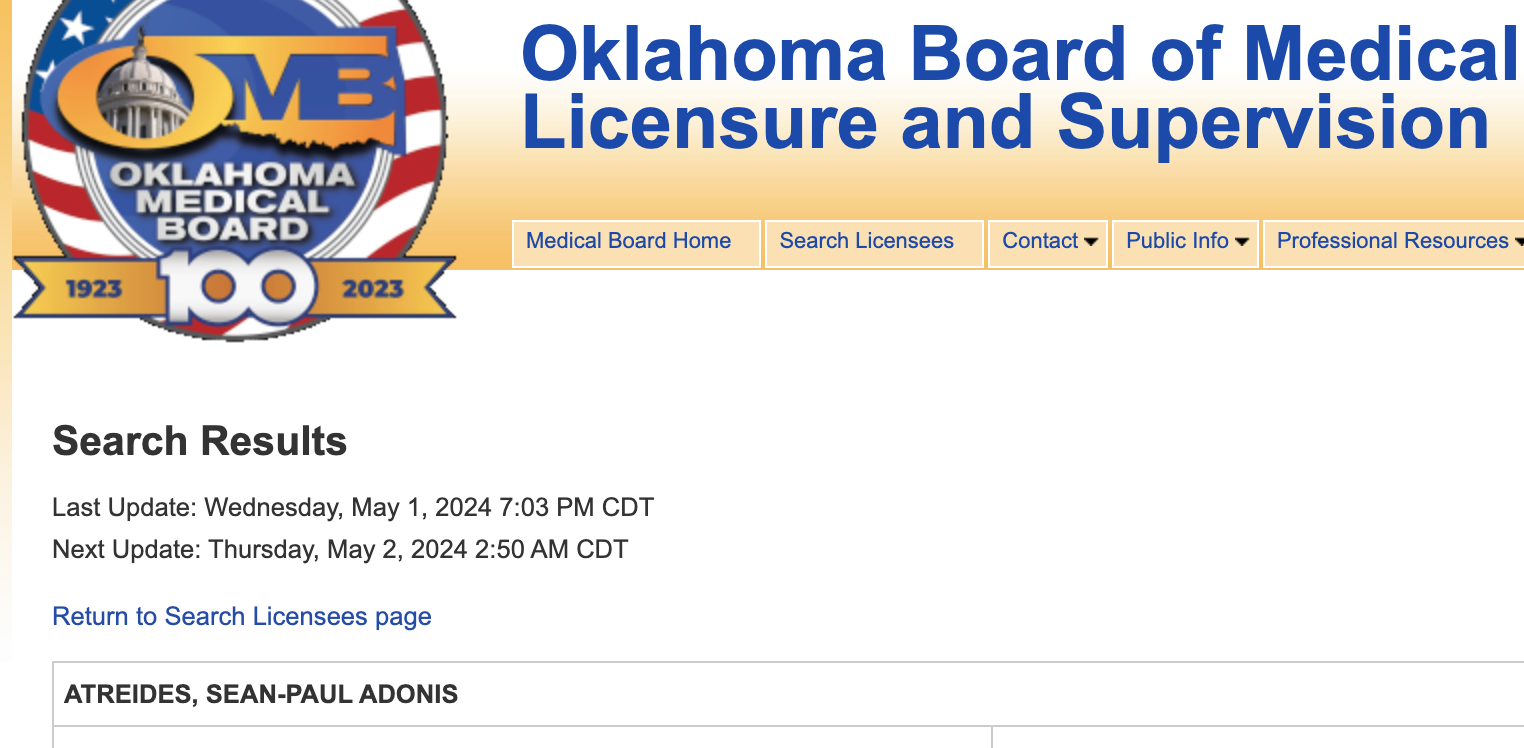 OMB
OKLAHOMA
MEDICAL
BOARD
1923 100 2023
Oklahoma Board of Medical
Licensure and Supervision
Medical Board Home Search Licensees Contact Public Info Professional Resources
Search Results
Last Update: Wednesday, May 1, 2024 7:03 PM CDT
Next Update: Thursday, May 2, 2024 2:50 AM CDT
Return to Search Licensees page
ATREIDES, SEAN-PAUL ADONIS